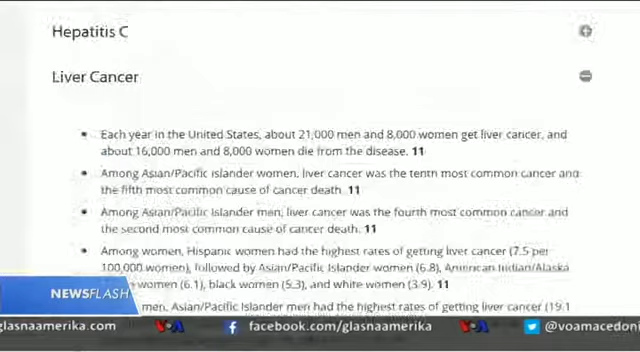 Hepatitis C
Liver Cancer
Each year in the United States, about 21,000 men and 8,000 women get liver cancer, and
about 16,000 men and 8,000 women die from the disease. 11
Among Asian/Pacific islander women, liver cancer was the tenth most common cancer and
the fifth most common cause of cancer death. 11
Among Asian/Pacific Islander men, liver cancer was the fourth most common cancer and
the second most common cause of cancer death. 11
Among women, Hispanic women had the highest rates of getting liver cancer (7.5 per
100,000 women), followed by Asian/Pacific Islander women (6.8), American Indian/Alaska
women (6.1), black women (5.3), and white women (3.9). 11
men, Asian/Pacific Islander men had the highest rates of getting liver cancer (19.1
NEWSFLASH
glasnaamerika.com VOA facebook.com/glasnaamerika VOA @voamacedoni